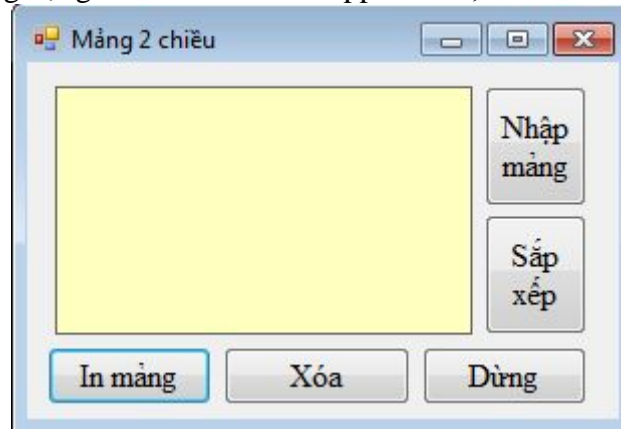 Mảng 2 chiều
Nhập
mảng
Sắp
xếp
In mảng
Xóa
Dừng